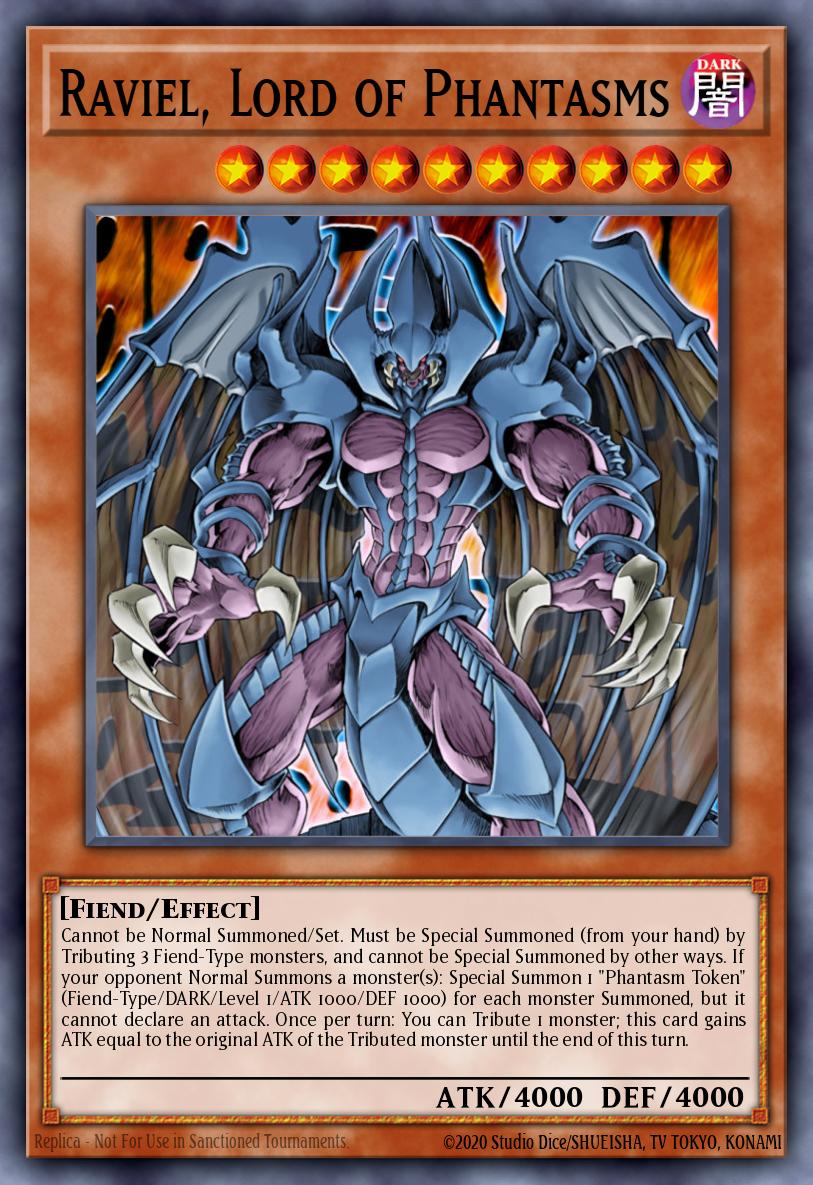 Raviel, Lord of Phantasms
DARK
闇
[Fiend/Effect]
Cannot be Normal Summoned/Set. Must be Special Summoned (from your hand) by
Tributing 3 Fiend-Type monsters, and cannot be Special Summoned by other ways. If
your opponent Normal Summons a monster(s): Special Summon 1 "Phantasm Token"
(Fiend-Type/DARK/Level 1/ATK 1000/DEF 1000) for each monster Summoned, but it
cannot declare an attack. Once per turn: You can Tribute 1 monster; this card gains
ATK equal to the original ATK of the Tributed monster until the end of this turn.
ATK/4000 DEF/4000
Replica - Not For Use in Sanctioned Tournaments.
©2020 Studio Dice/SHUEISHA, TV TOKYO, KONAMI